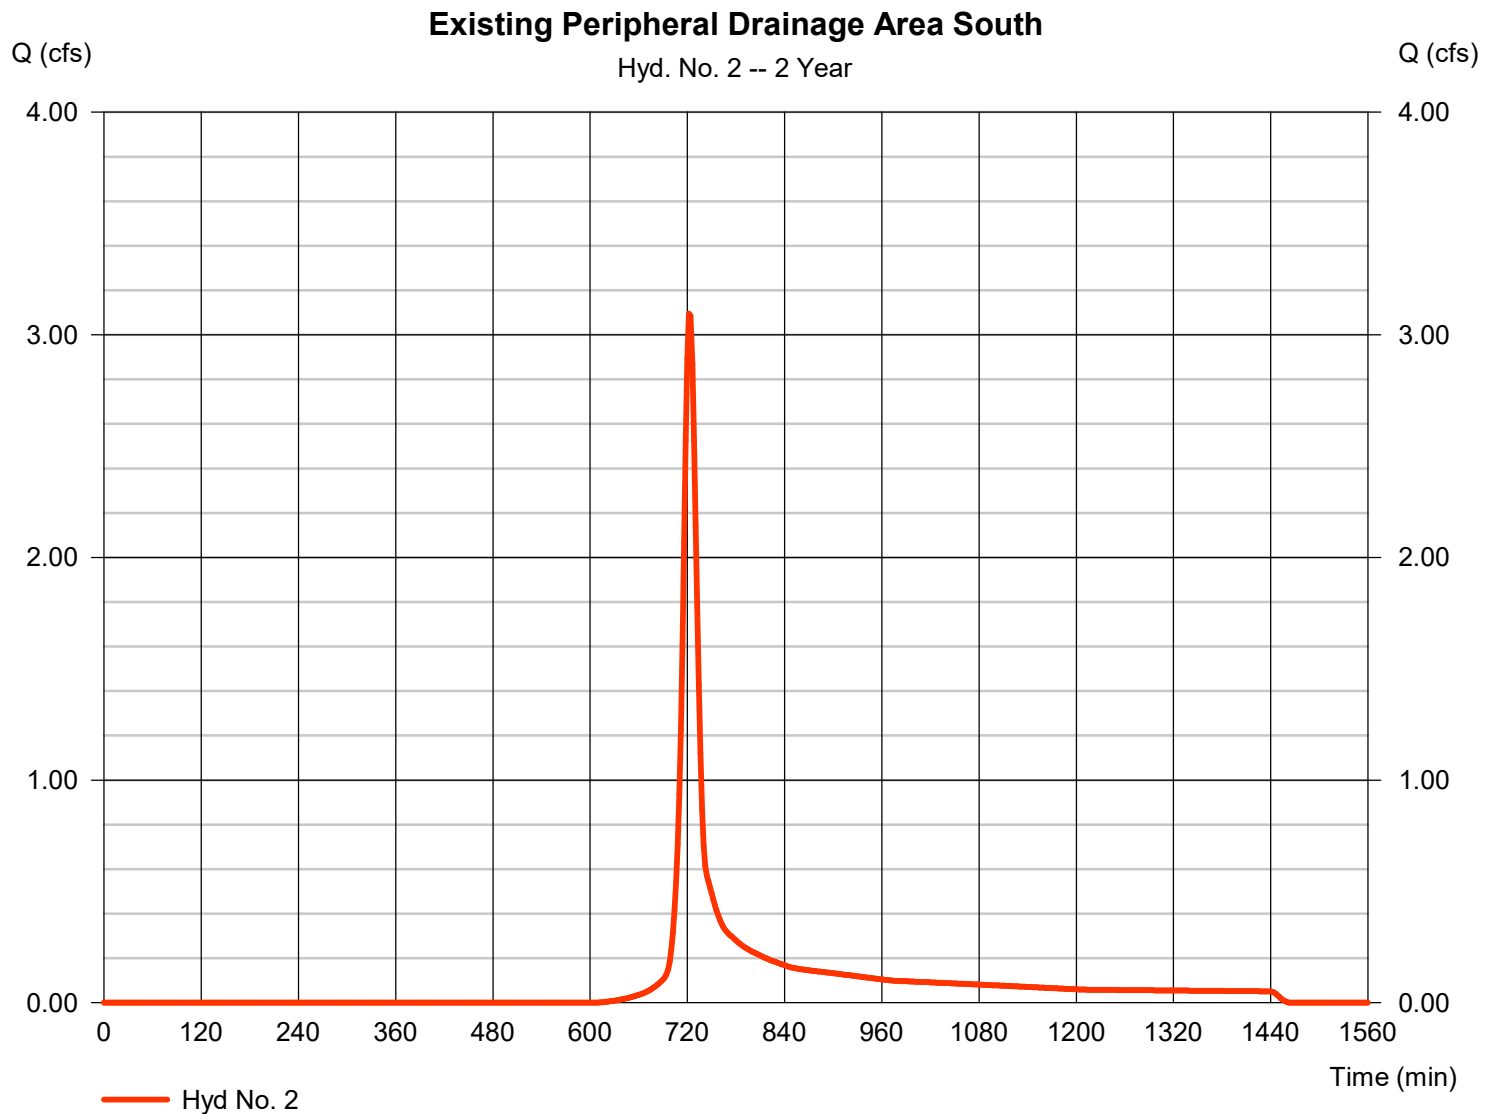 Existing Peripheral Drainage Area South
Q (cfs)
Hyd. No. 2 -- 2 Year
Q (cfs)
4.00
4.00
3.00
3.00
2.00
2.00
1.00
1.00
0.00
0.00
0 120 240 360 480 600 720 840 960 1080 1200 1320 1440 1560
Time (min)
Hyd No. 2